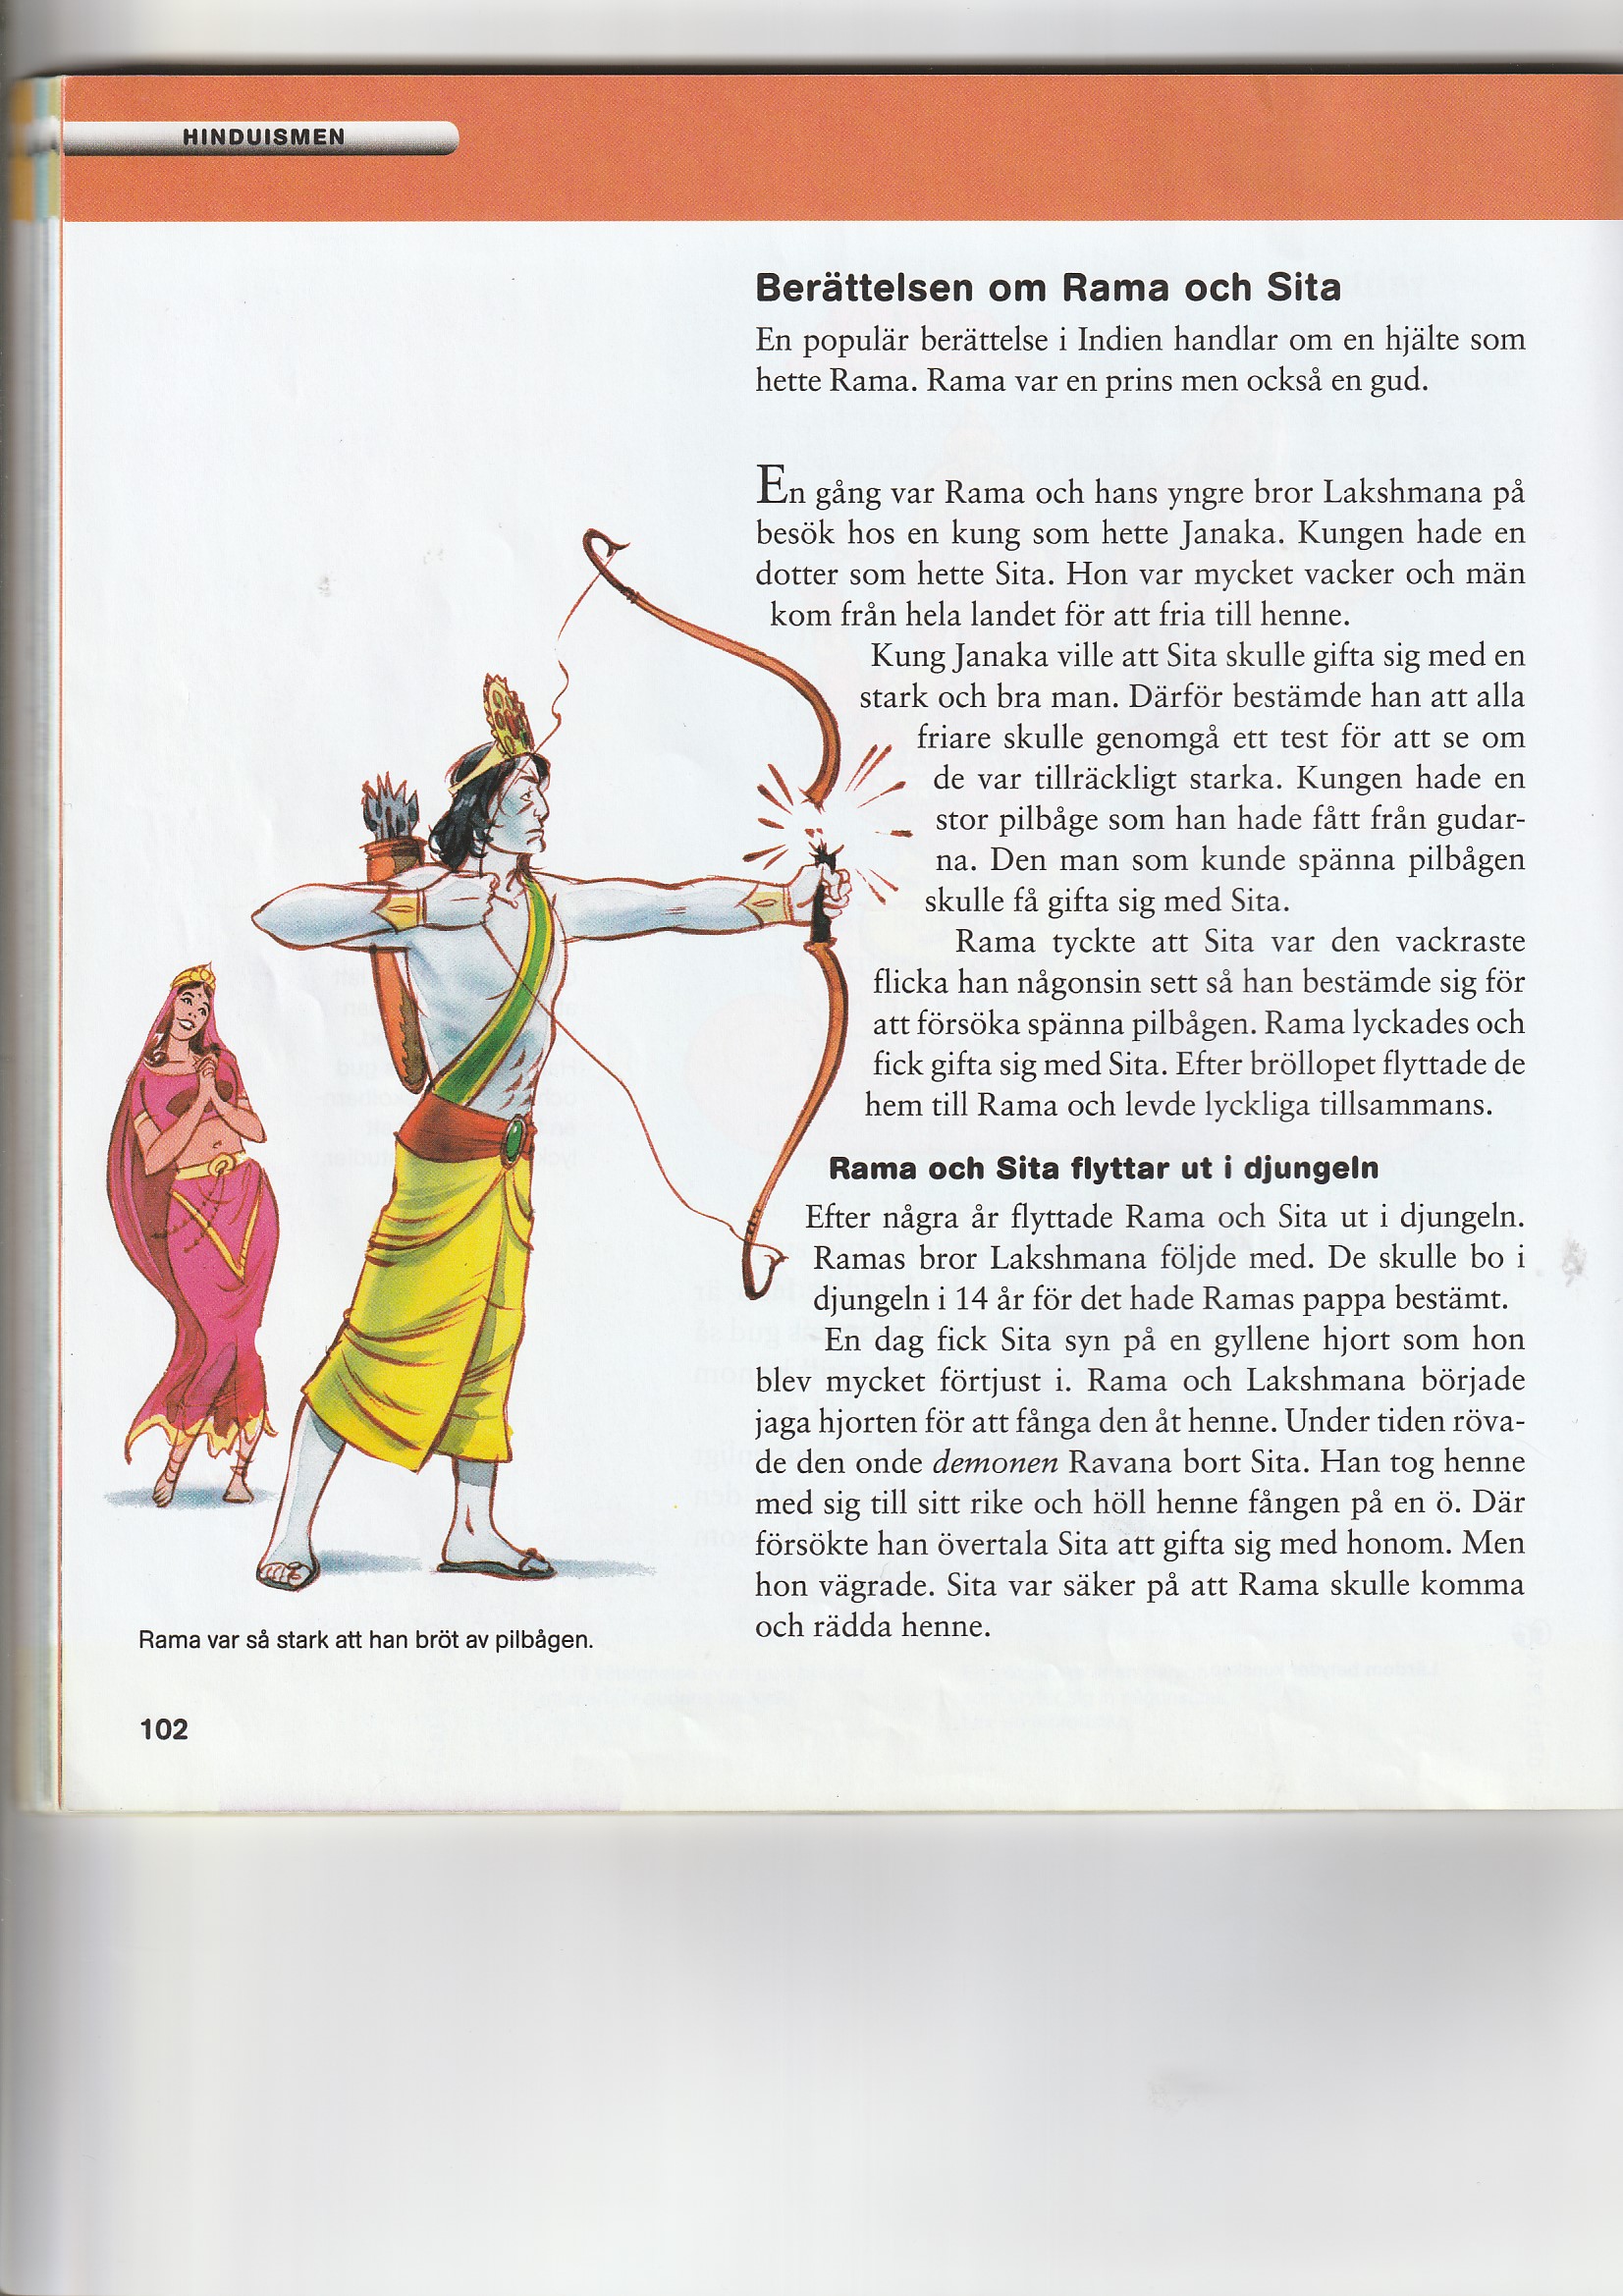 HINDUISMEN
Berättelsen om Rama och Sita
En populär berättelse i Indien handlar om en hjälte som
hette Rama. Rama var en prins men också en gud.
En gång var Rama och hans yngre bror Lakshmana på
besök hos en kung som hette Janaka. Kungen hade en
dotter som hette Sita. Hon var mycket vacker och män
kom från hela landet för att fria till henne.
Kung Janaka ville att Sita skulle gifta sig med en
stark och bra man. Därför bestämde han att alla
friare skulle genomgå ett test för att se om
de var tillräckligt starka. Kungen hade en
stor pilbåge som han hade fått från gudar-
na. Den man som kunde spänna pilbågen
skulle få gifta sig med Sita.
Rama tyckte att Sita var den vackraste
flicka han någonsin sett så han bestämde sig för
att försöka spänna pilbågen. Rama lyckades och
fick gifta sig med Sita. Efter bröllopet flyttade de
hem till Rama och levde lyckliga tillsammans.
Rama och Sita flyttar ut i djungeln
Efter några år flyttade Rama och Sita ut i djungeln.
Ramas bror Lakshmana följde med. De skulle bo i
djungeln i 14 år för det hade Ramas pappa bestämt.
En dag fick Sita syn på en gyllene hjort som hon
blev mycket förtjust i. Rama och Lakshmana började
jaga hjorten för att fånga den åt henne. Under tiden röva-
de den onde demonen Ravana bort Sita. Han tog henne
med sig till sitt rike och höll henne fången på en ö. Där
försökte han övertala Sita att gifta sig med honom. Men
hon vägrade. Sita var säker på att Rama skulle komma
och rädda henne.
Rama var så stark att han bröt av pilbågen.
102